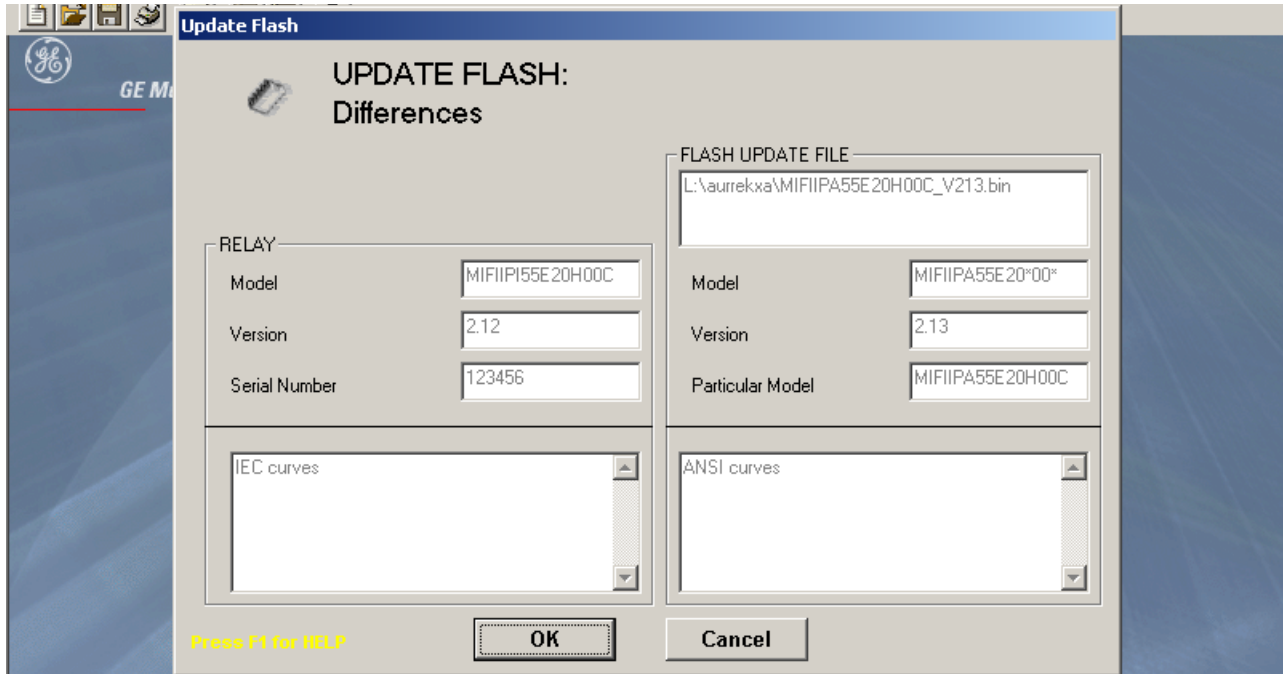 Update Flash
GE
GE M
UPDATE FLASH:
Differences
FLASH UPDATE FILE
L:\aurrekxa\MIFIIPA55E20H00C_V213.bin
RELAY
Model
MIFIIPI55E20H00C
Version
2.12
Serial Number
123456
Model
MIFIIPA55E20*00*
Version
2.13
Particular Model
MIFIIPA55E20H00C
IEC curves
ANSI curves
Press F1 for HELP
OK
Cancel